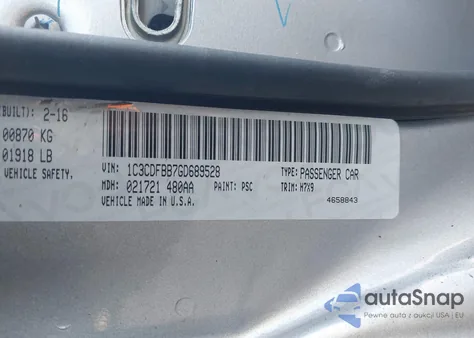 BUILT): 2-16
00870 KG
01918 LB
VEHICLE SAFETY.
VIN: 1C3CDFBB7GD689528
TYPE: PASSENGER CAR
MDH: 021721 480AA
PAINT: PSC
TRIM: H7X9
VEHICLE MADE IN U.S.A.
4658843
V
autoSnap
Pewne auta z aukcji USA | EU